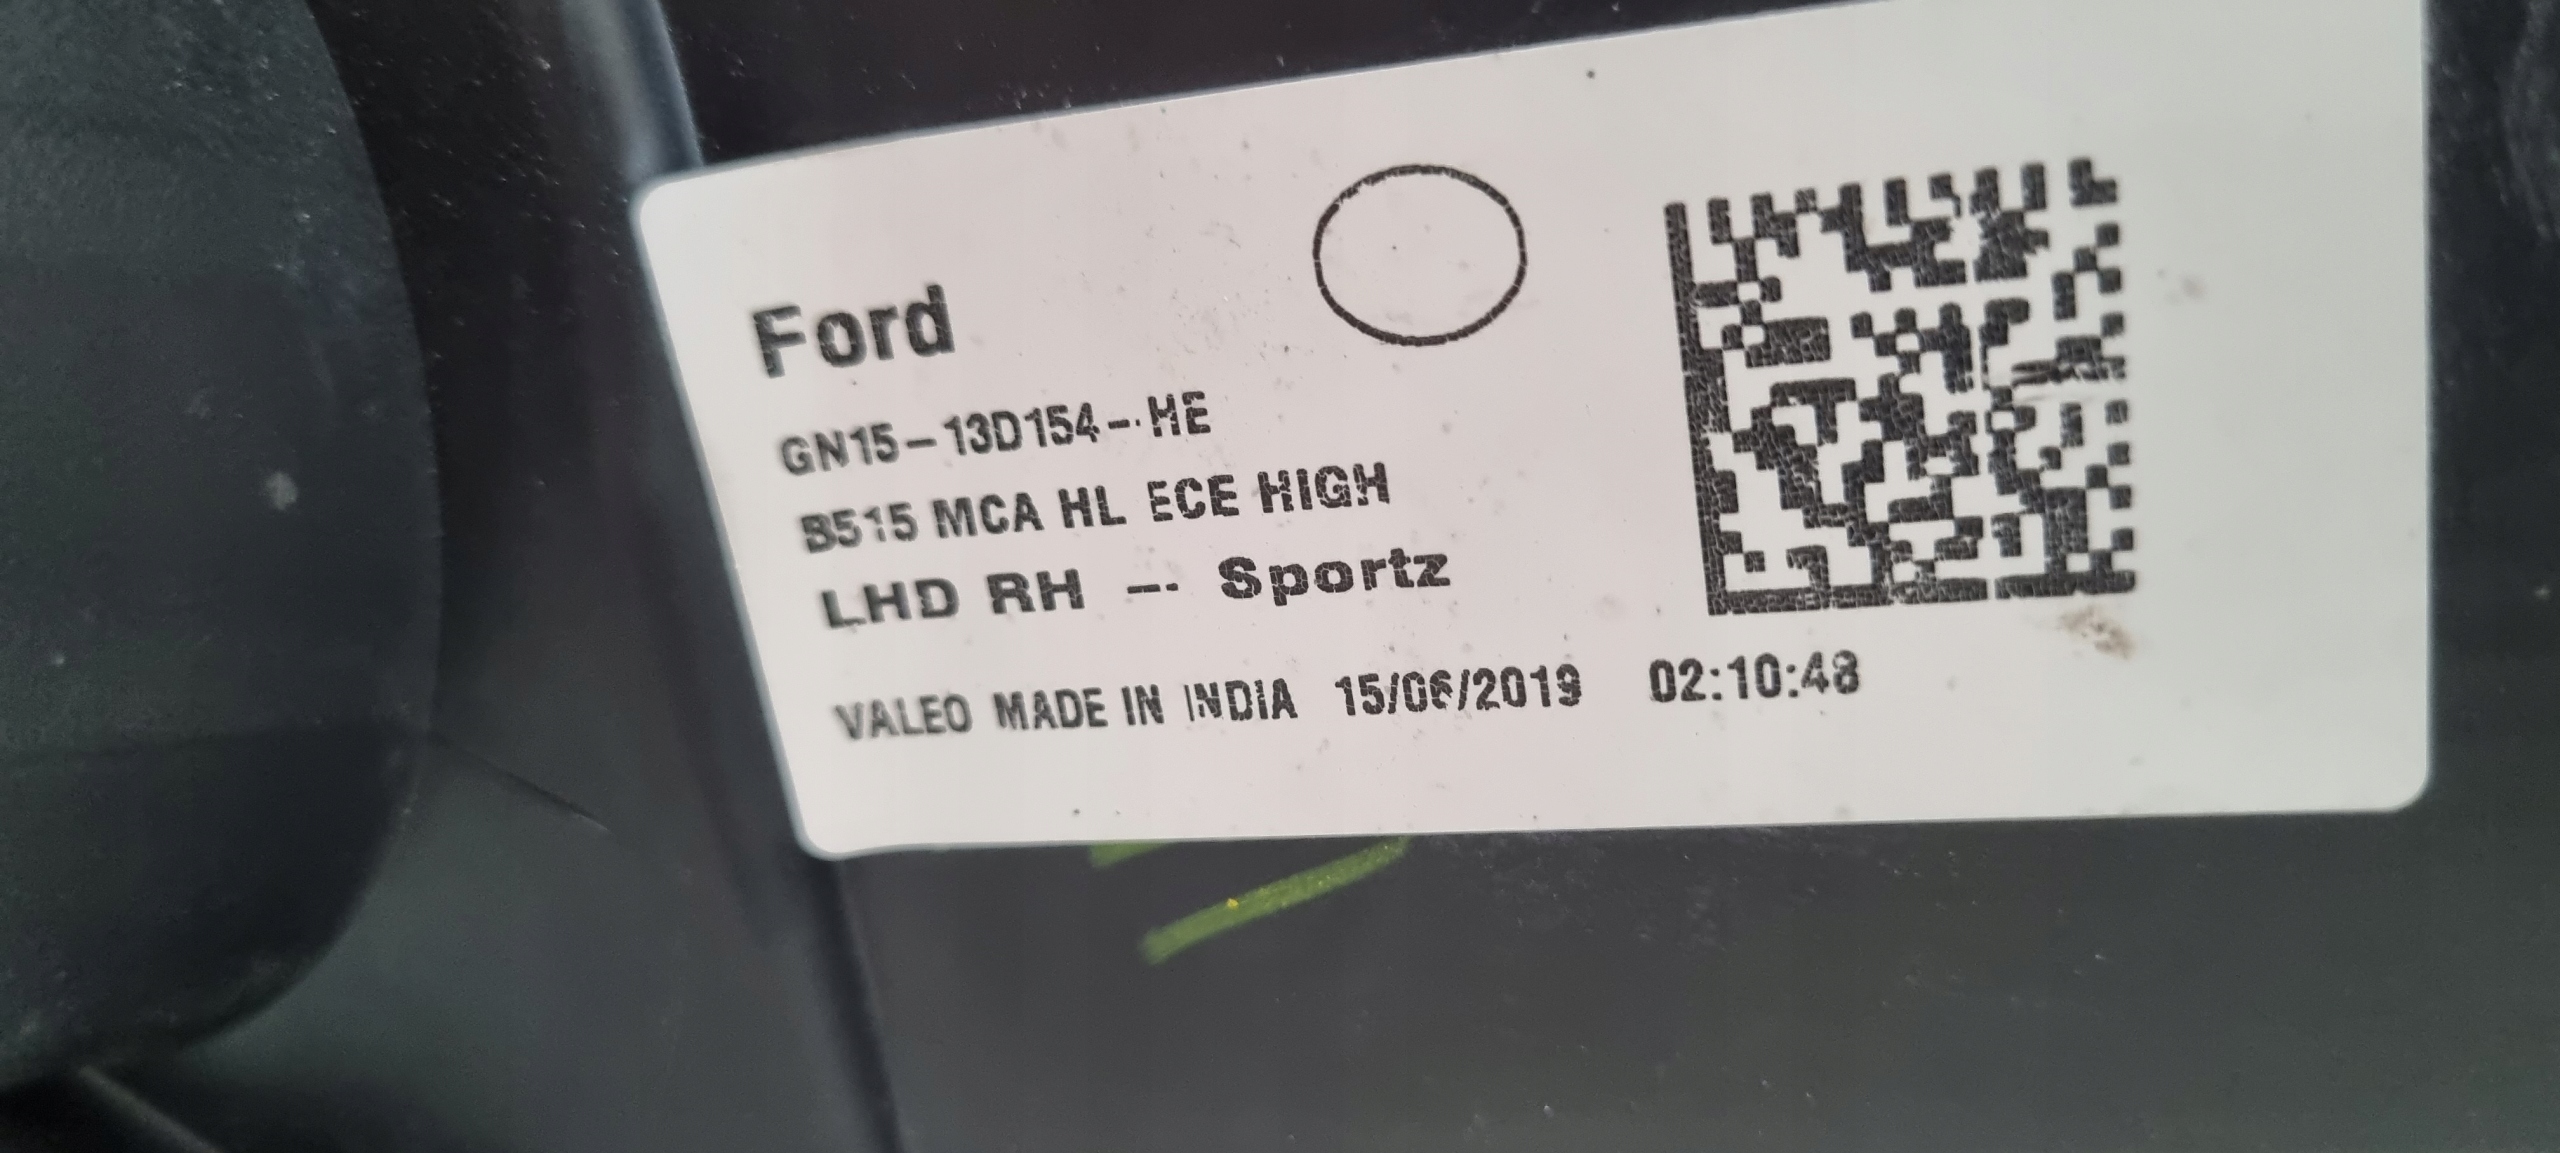 Ford
GN15-13D154-HE
B515 MCA HL ECE HIGH
LHD RH - Sportz
VALEO MADE IN INDIA 15/06/2019 02:10:48